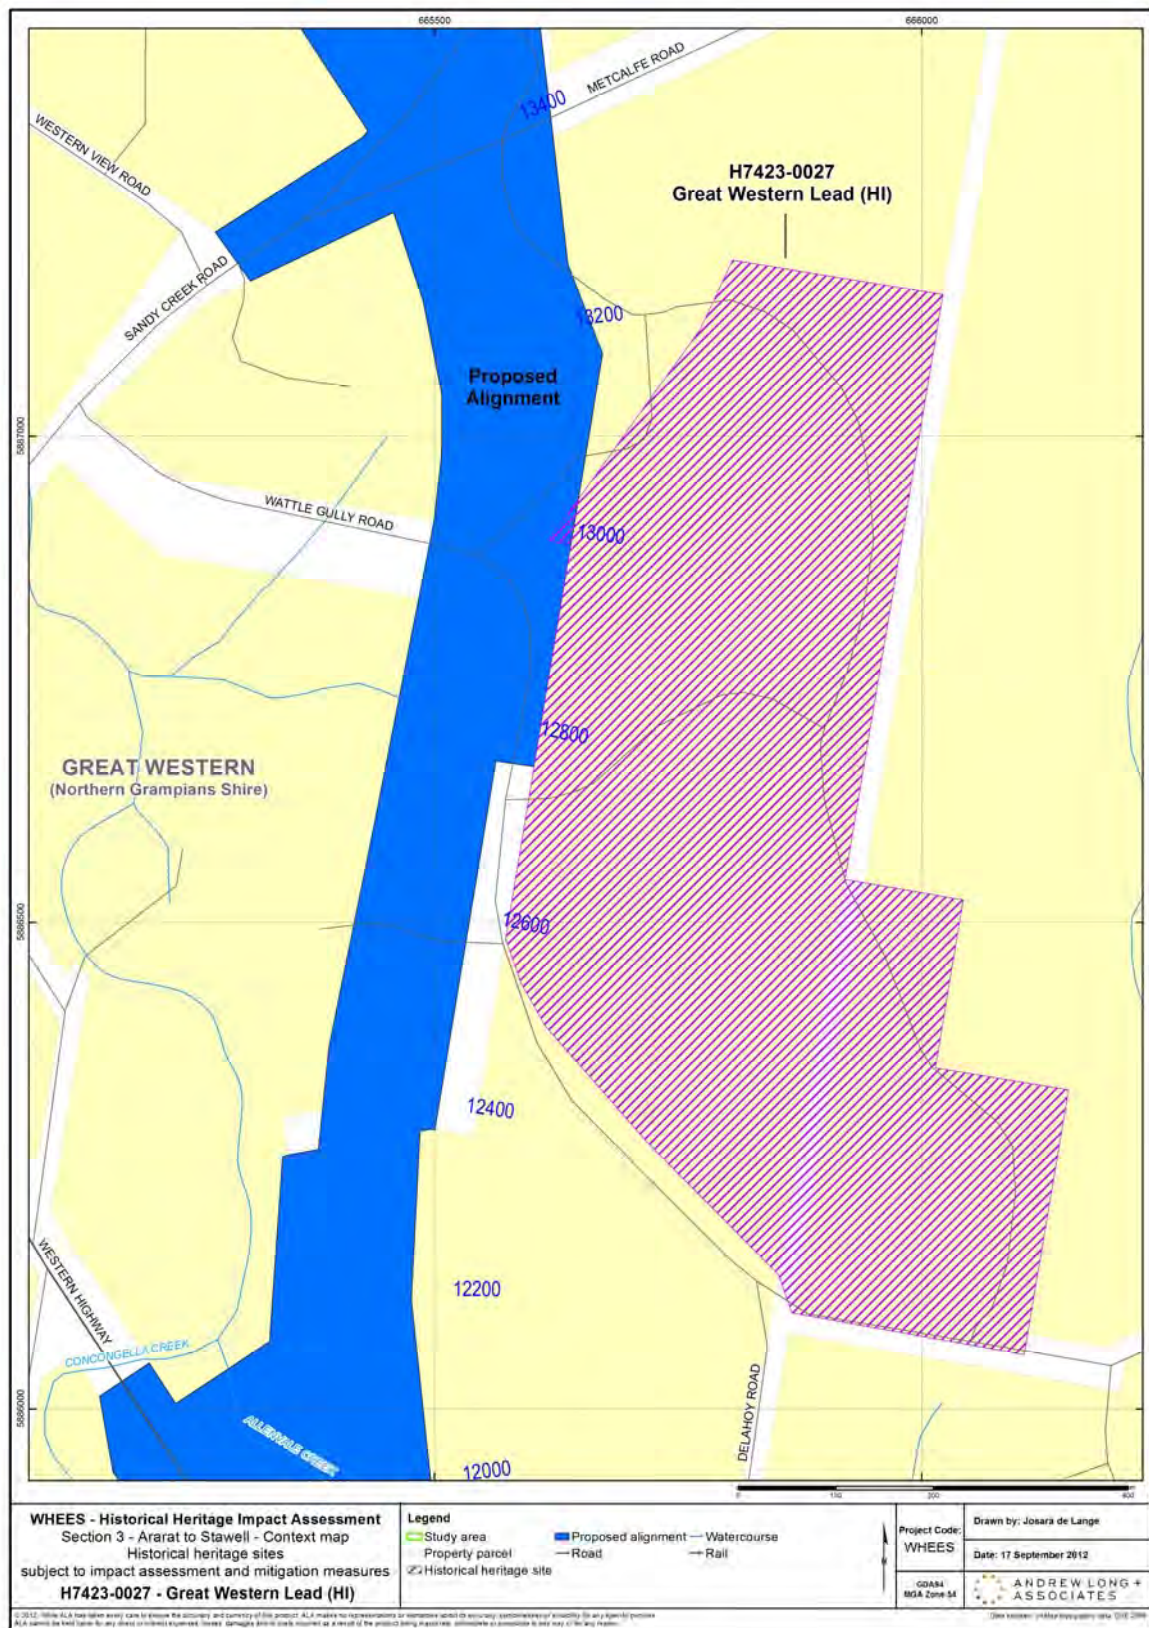 665500
666000
METCALFE ROAD
13400
WESTERN VIEW ROAD
H7423-0027
Great Western Lead (HI)
SANDY CREEK ROAD
13200
Proposed
Alignment
5887000
WATTLE GULLY ROAD
13000
12800
GREAT WESTERN
(Northern Grampians Shire)
5886500
12600
12400
WESTERN HIGHWAY
12200
CONCONGELLA CREEK
ALLENVALE CREEK
DELAHOY ROAD
5886000
12000
0 100 200 400
WHEES - Historical Heritage Impact Assessment
Section 3 - Ararat to Stawell - Context map
Historical heritage sites
subject to impact assessment and mitigation measures
H7423-0027 - Great Western Lead (HI)
Legend
Study area
Proposed alignment
Watercourse
Property parcel
Road
Rail
Historical heritage site
Project Code:
WHEES
Drawn by: Josara de Lange
Date: 17 September 2012
GDA94
MGA Zone 54
ANDREW LONG +
ASSOCIATES